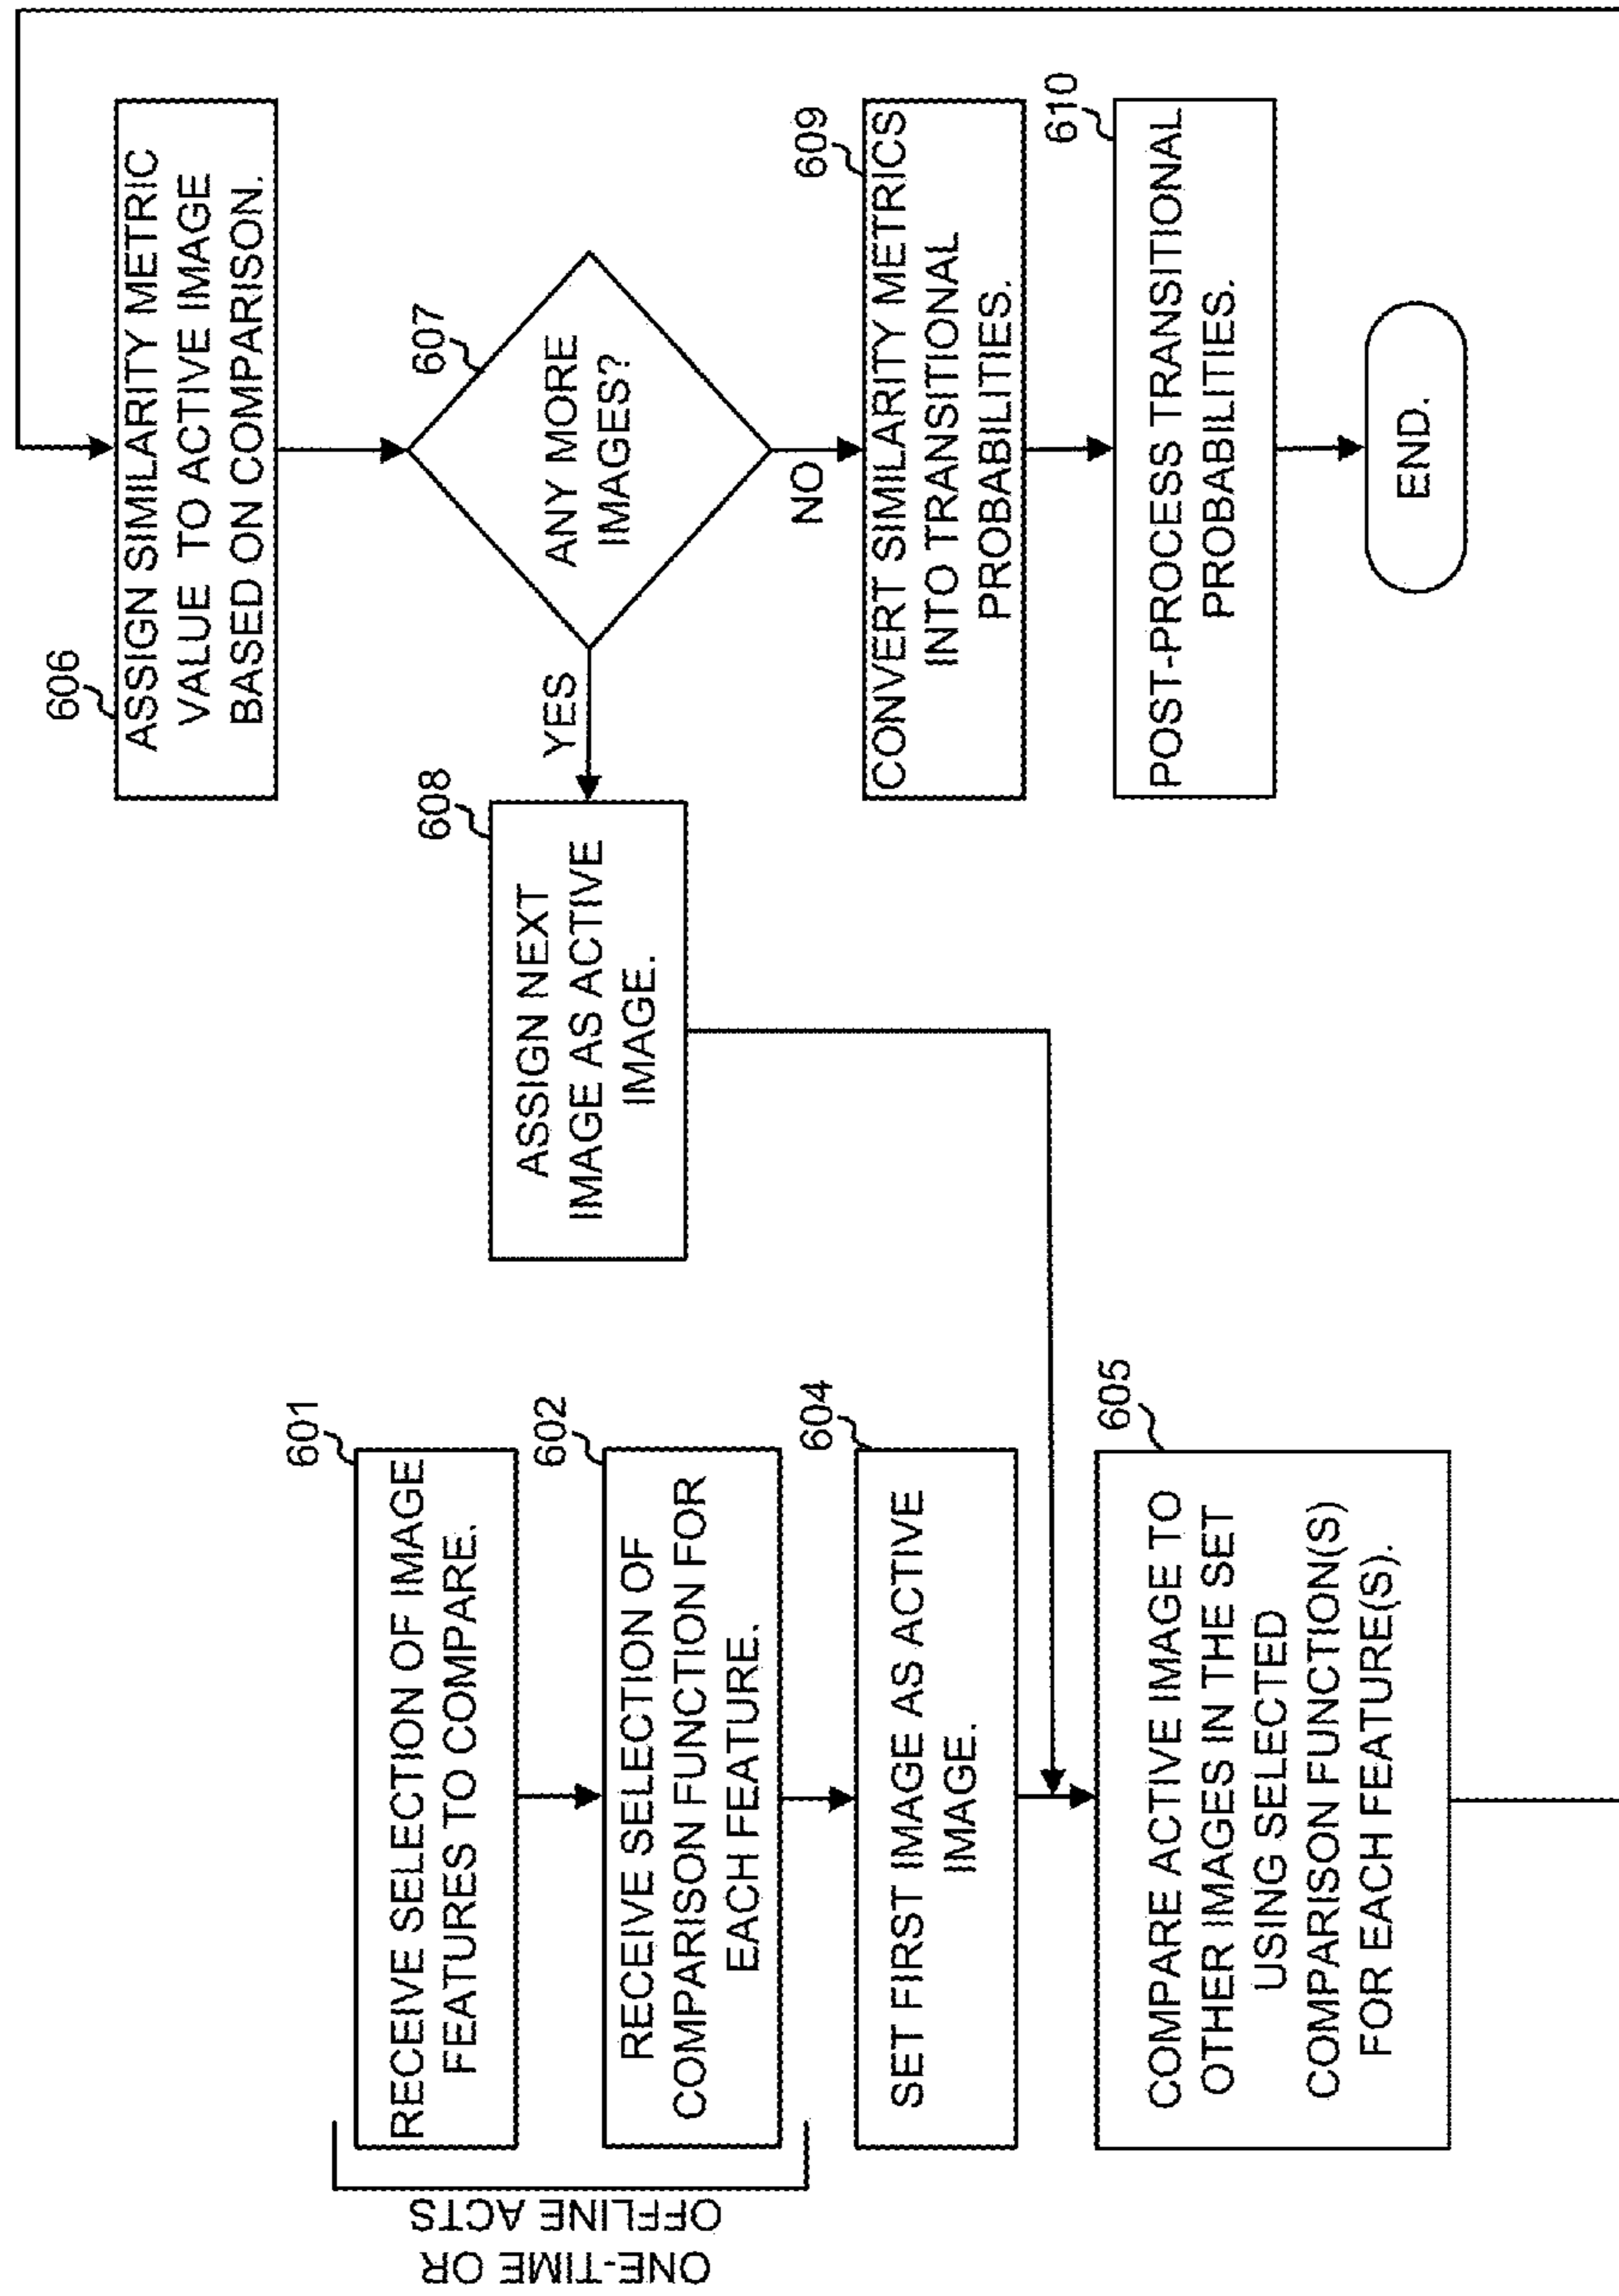 ONE-TIME OR
OFFLINE ACTS
601
RECEIVE SELECTION OF IMAGE
FEATURES TO COMPARE.
602
RECEIVE SELECTION OF
COMPARISON FUNCTION FOR
EACH FEATURE.
604
SET FIRST IMAGE AS ACTIVE
IMAGE.
605
COMPARE ACTIVE IMAGE TO
OTHER IMAGES IN THE SET
USING SELECTED
COMPARISON FUNCTION(S)
FOR EACH FEATURE(S).
606
ASSIGN SIMILARITY METRIC
VALUE TO ACTIVE IMAGE
BASED ON COMPARISON.
607
ANY MORE
IMAGES?
YES
NO
608
ASSIGN NEXT
IMAGE AS ACTIVE
IMAGE.
609
CONVERT SIMILARITY METRICS
INTO TRANSITIONAL
PROBABILITIES.
610
POST-PROCESS TRANSITIONAL
PROBABILITIES.
END.